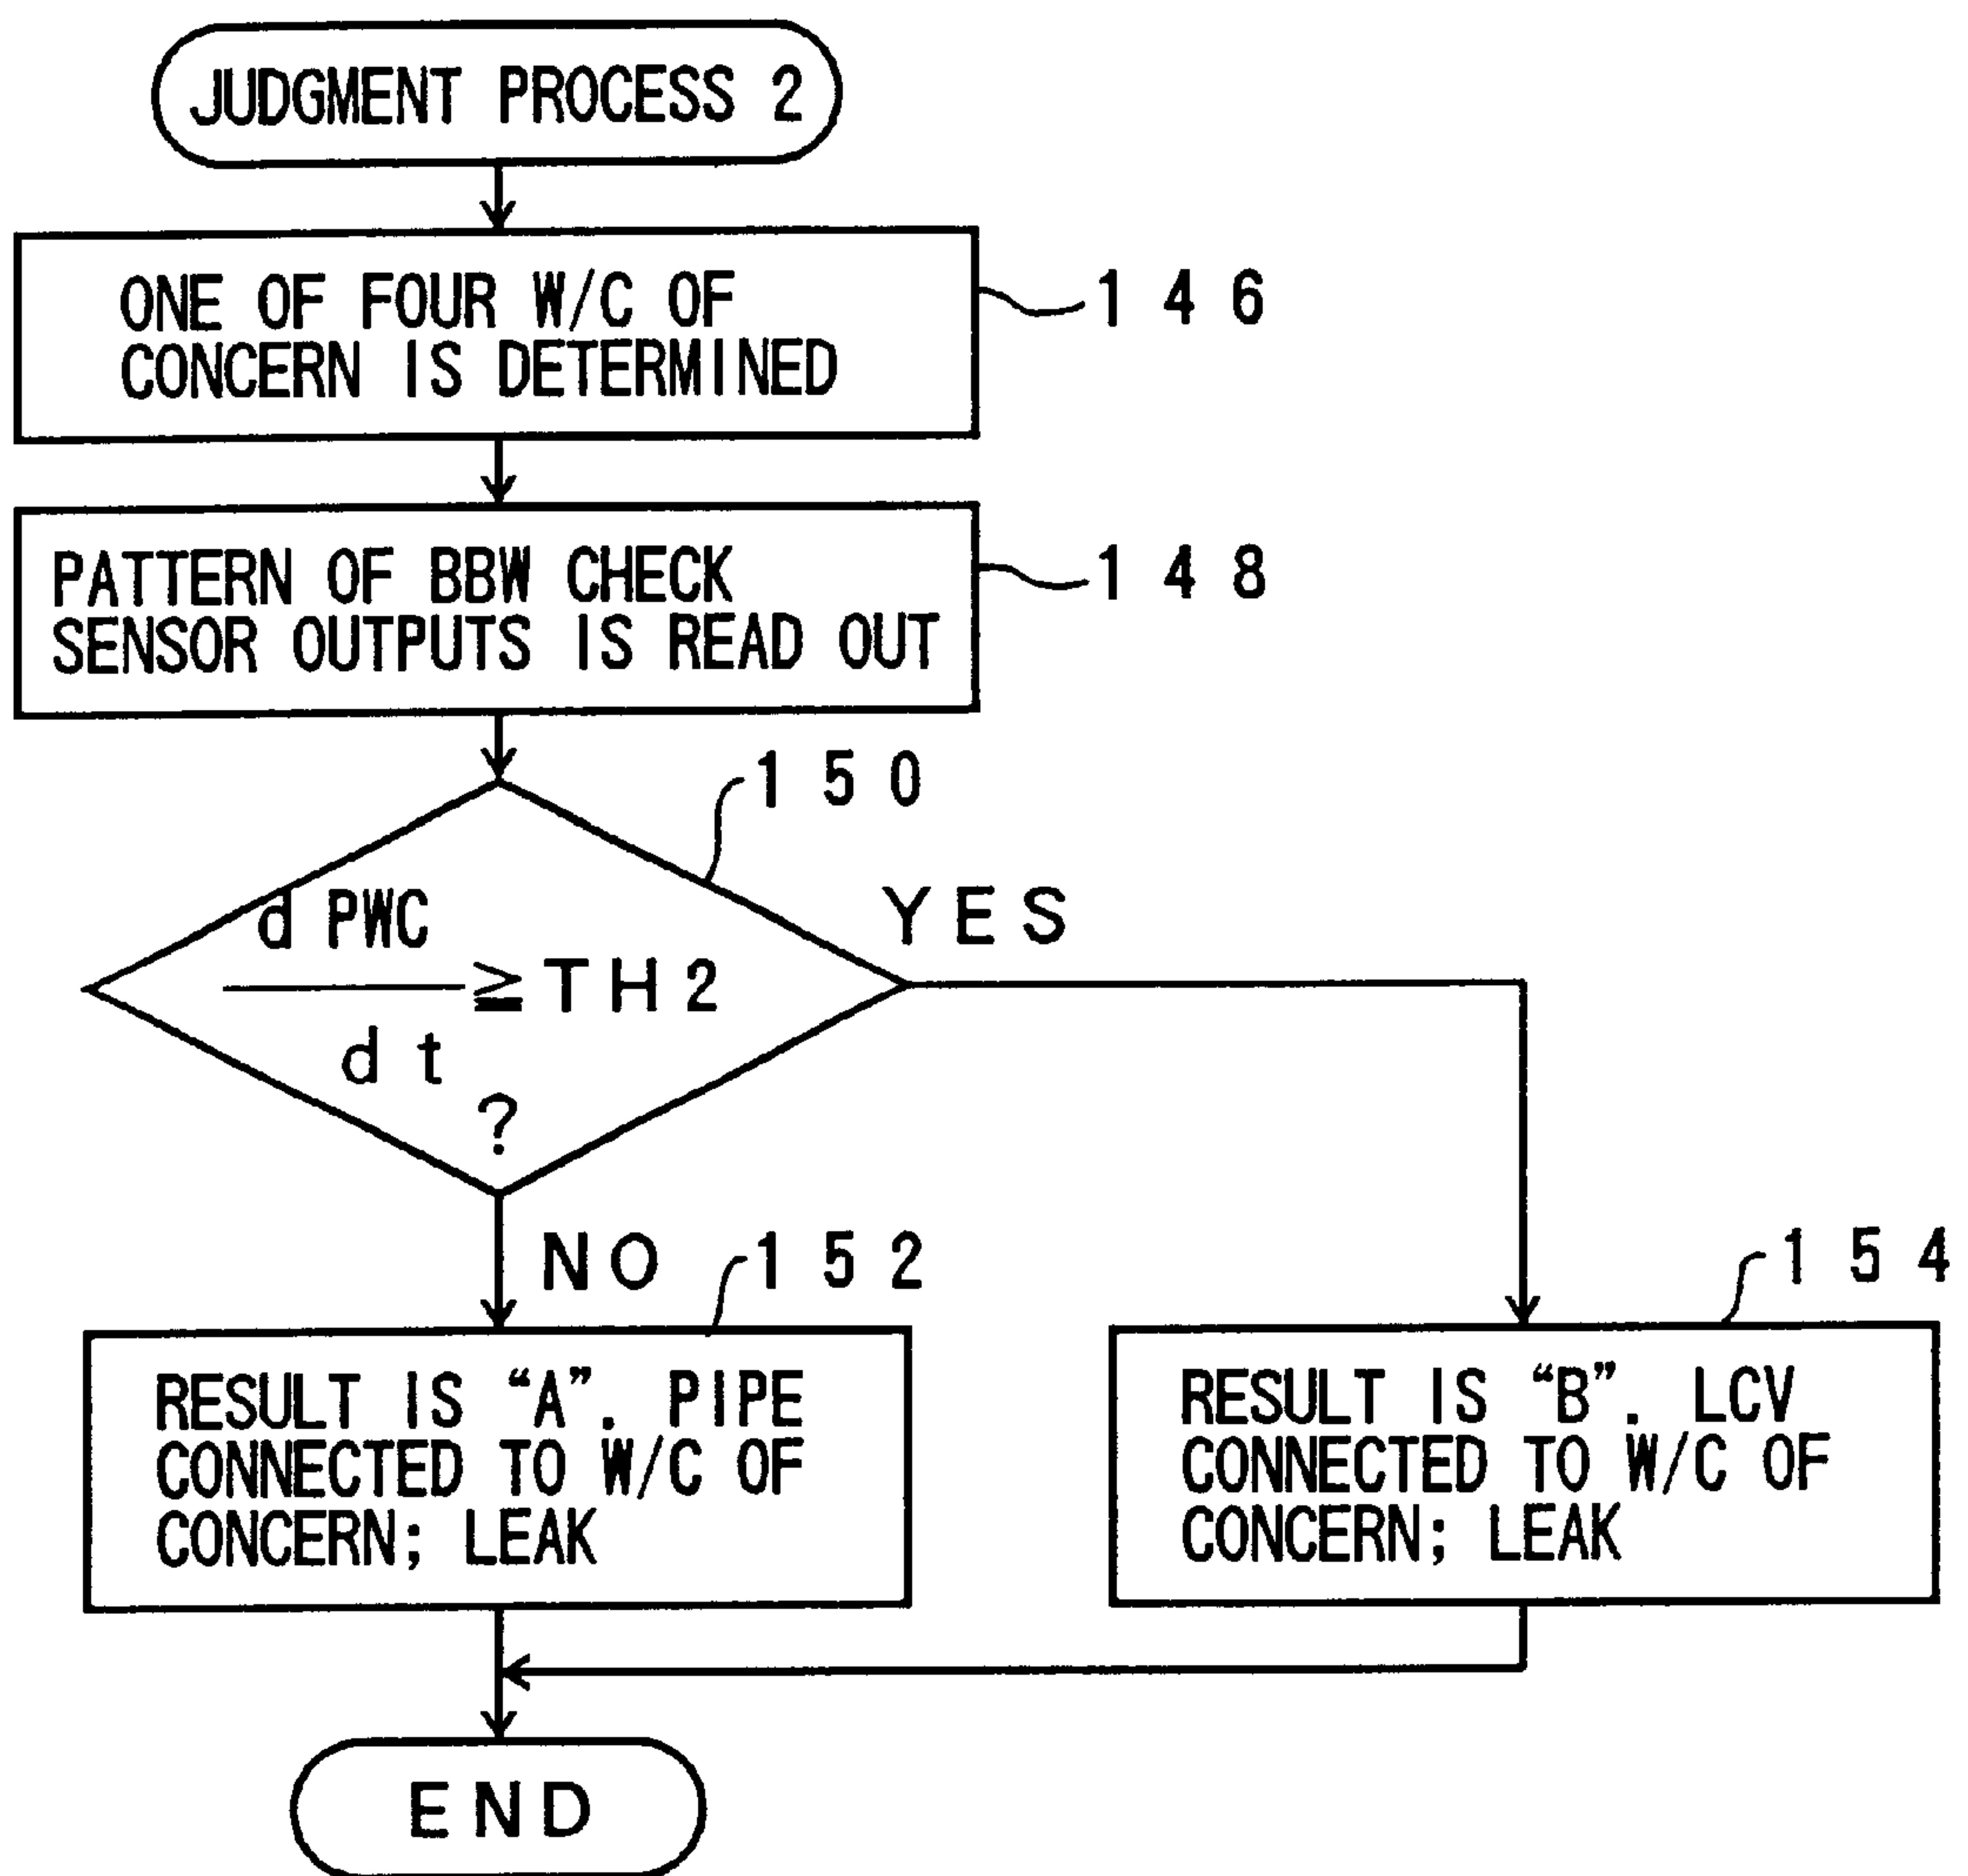 JUDGMENT PROCESS 2
ONE OF FOUR W/C OF
CONCERN IS DETERMINED
146
PATTERN OF BBW CHECK
SENSOR OUTPUTS IS READ OUT
148
150
d PWC
≧TH2
dt
?
YES
NO
152
RESULT IS “A”. PIPE
CONNECTED TO W/C OF
CONCERN; LEAK
154
RESULT IS “B”. LCV
CONNECTED TO W/C OF
CONCERN; LEAK
END